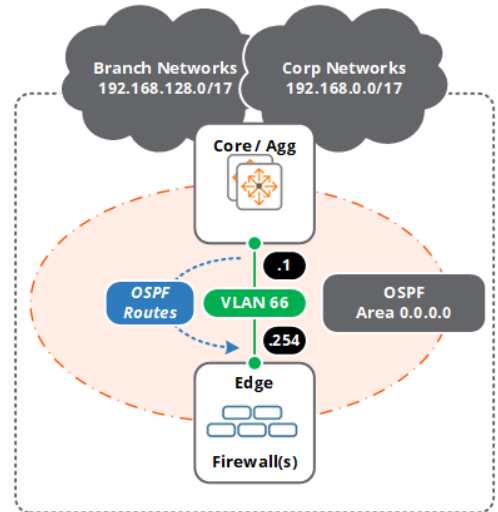 Branch Networks
192.168.128.0/17
Corp Networks
192.168.0.0/17
Core / Agg
.1
OSPF
Routes
VLAN 66
OSPF
Area 0.0.0.0
.254
Edge
Firewall(s)